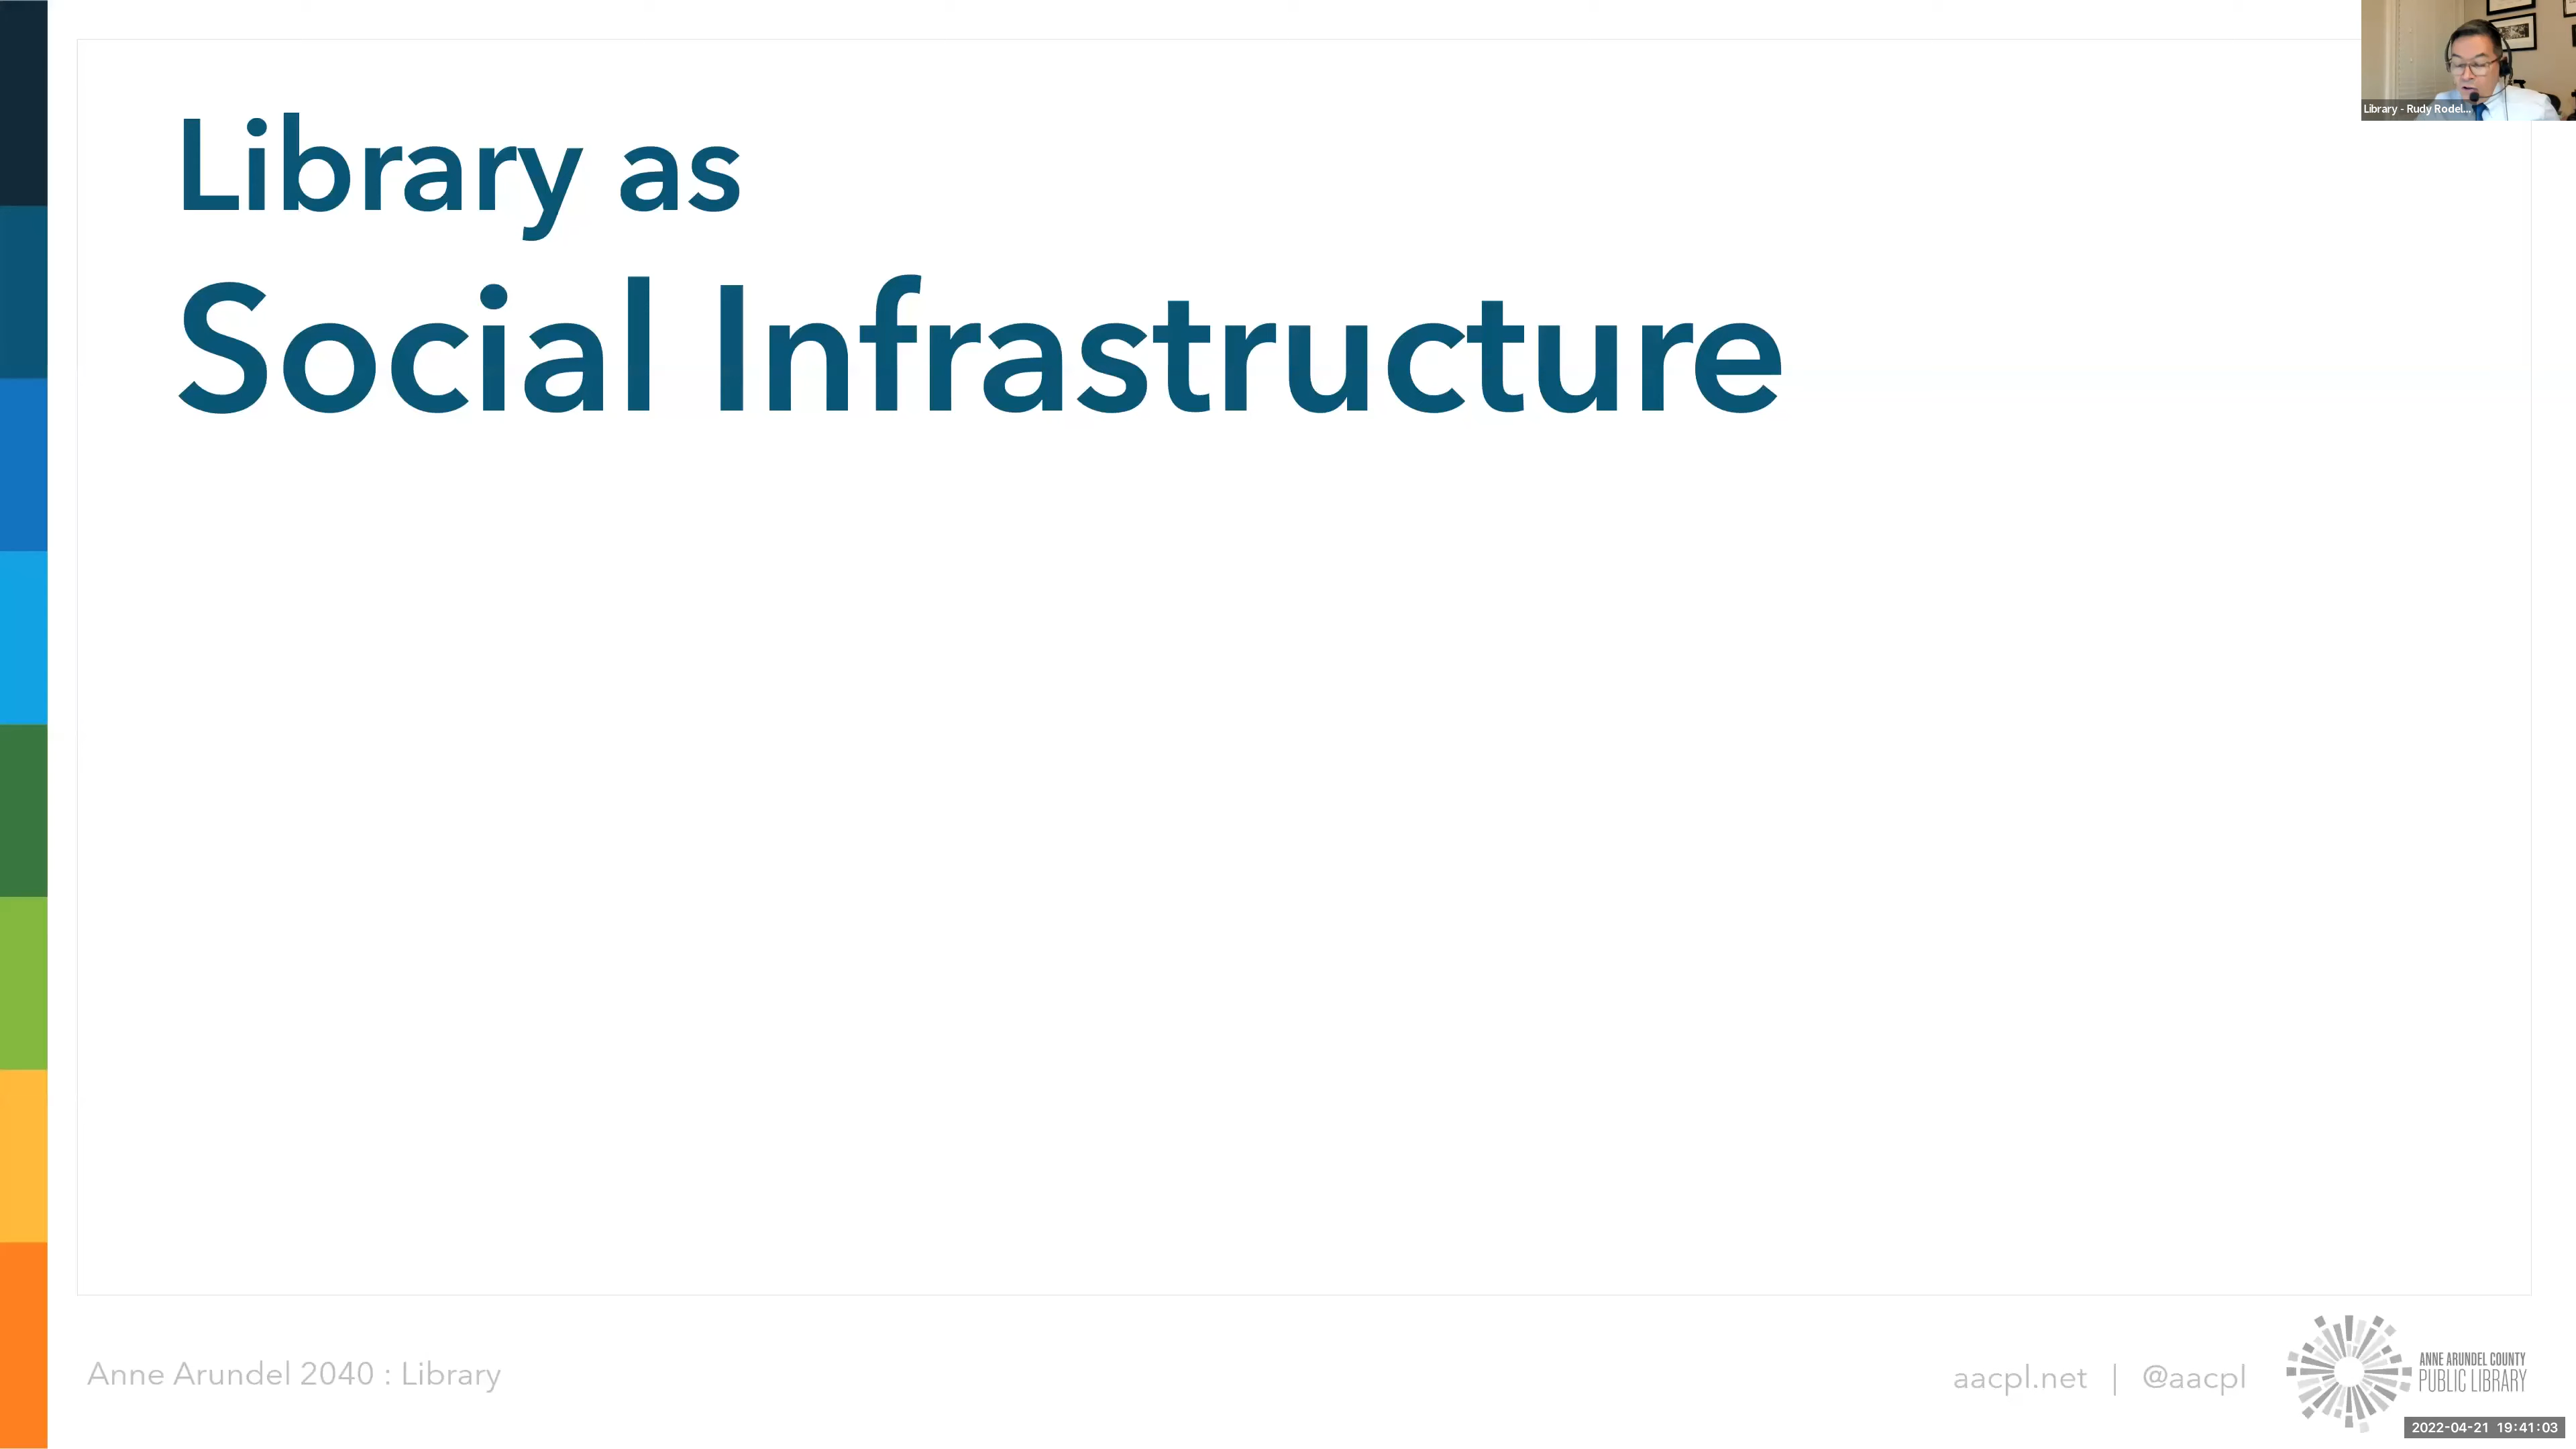 Library as
Social Infrastructure
Library - Rudy Rodel...
Anne Arundel 2040 : Library
aacpl.net | @aacpl
ANNE ARUNDEL COUNTY
PUBLIC LIBRARY
2022-04-21 19:41:03